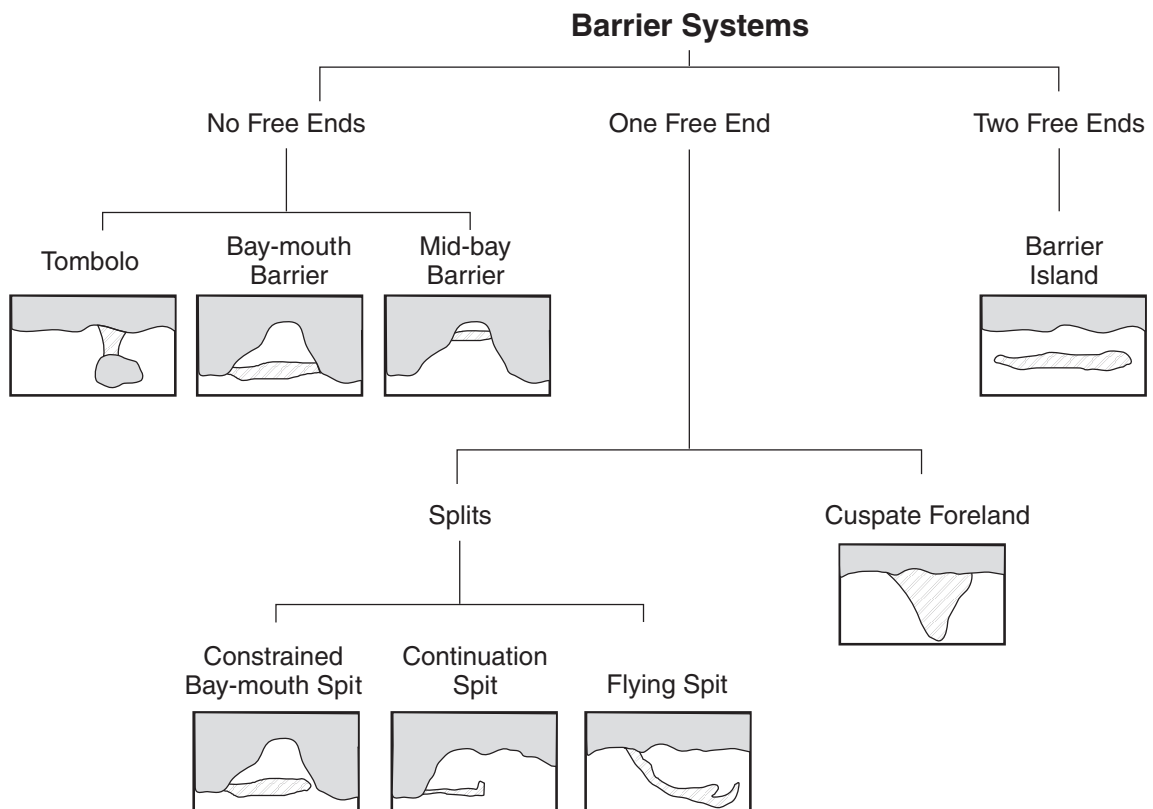 Barrier Systems
No Free Ends
One Free End
Two Free Ends
Tombolo
Bay-mouth
Barrier
Mid-bay
Barrier
Barrier
Island
Splits
Cuspate Foreland
Constrained
Bay-mouth Spit
Continuation
Spit
Flying Spit